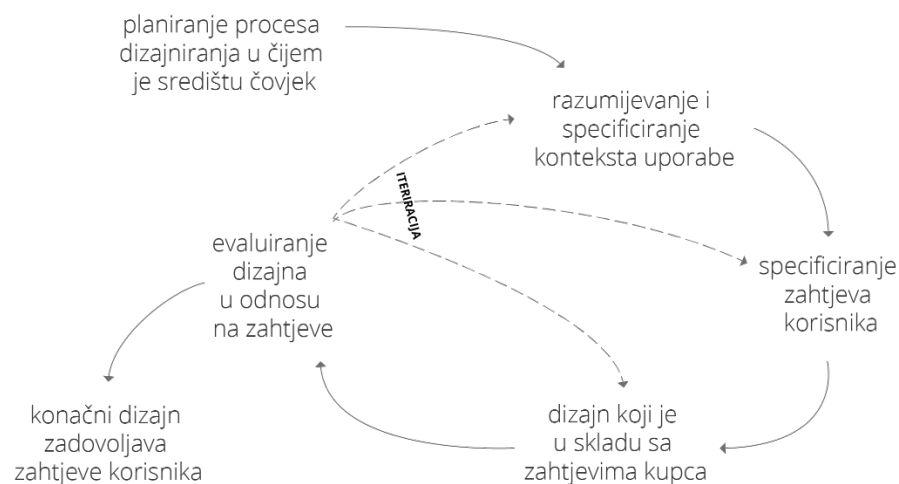 planiranje procesa
dizajniranja u čijem
je središtu čovjek
razumijevanje i
specificiranje
konteksta uporabe
ITERIRACIJA
evaluiranje
dizajna
u odnosu
na zahtjeve
specificiranje
zahtjeva
korisnika
konačni dizajn
zadovoljava
zahtjeve korisnika
dizajn koji je
u skladu sa
zahtjevima kupca